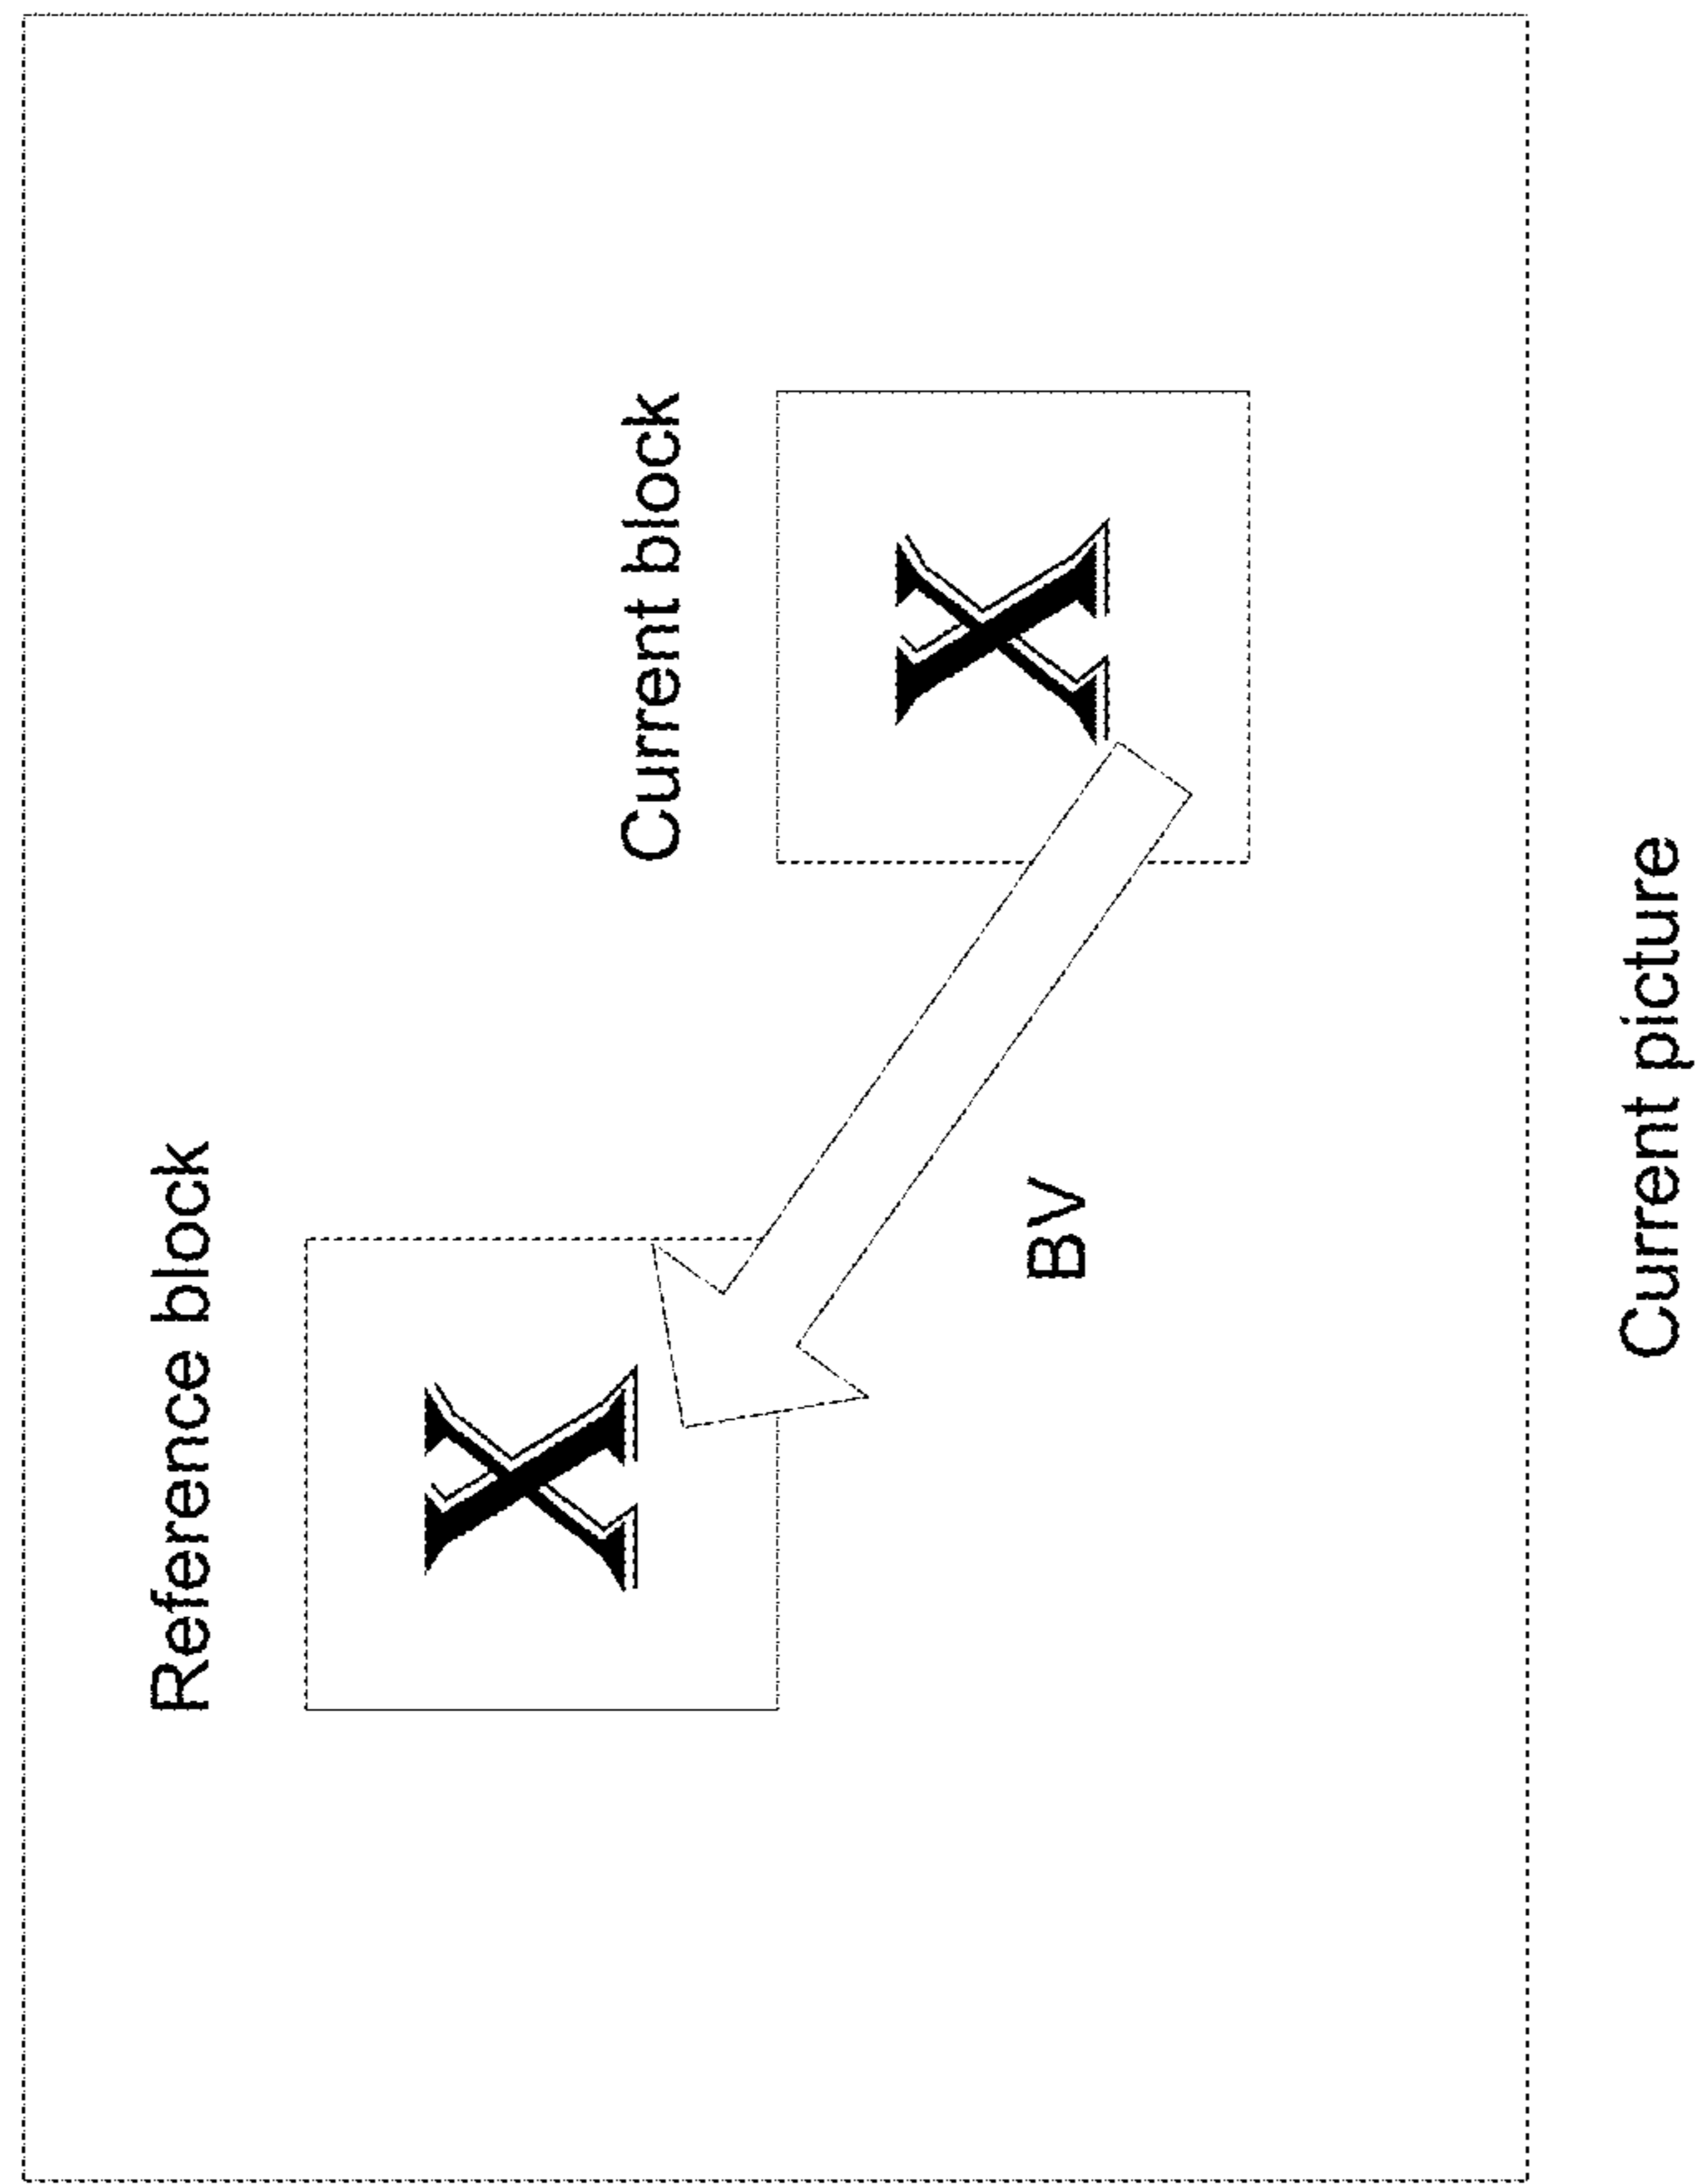 Reference block
Current block
X
X
BV
Current picture